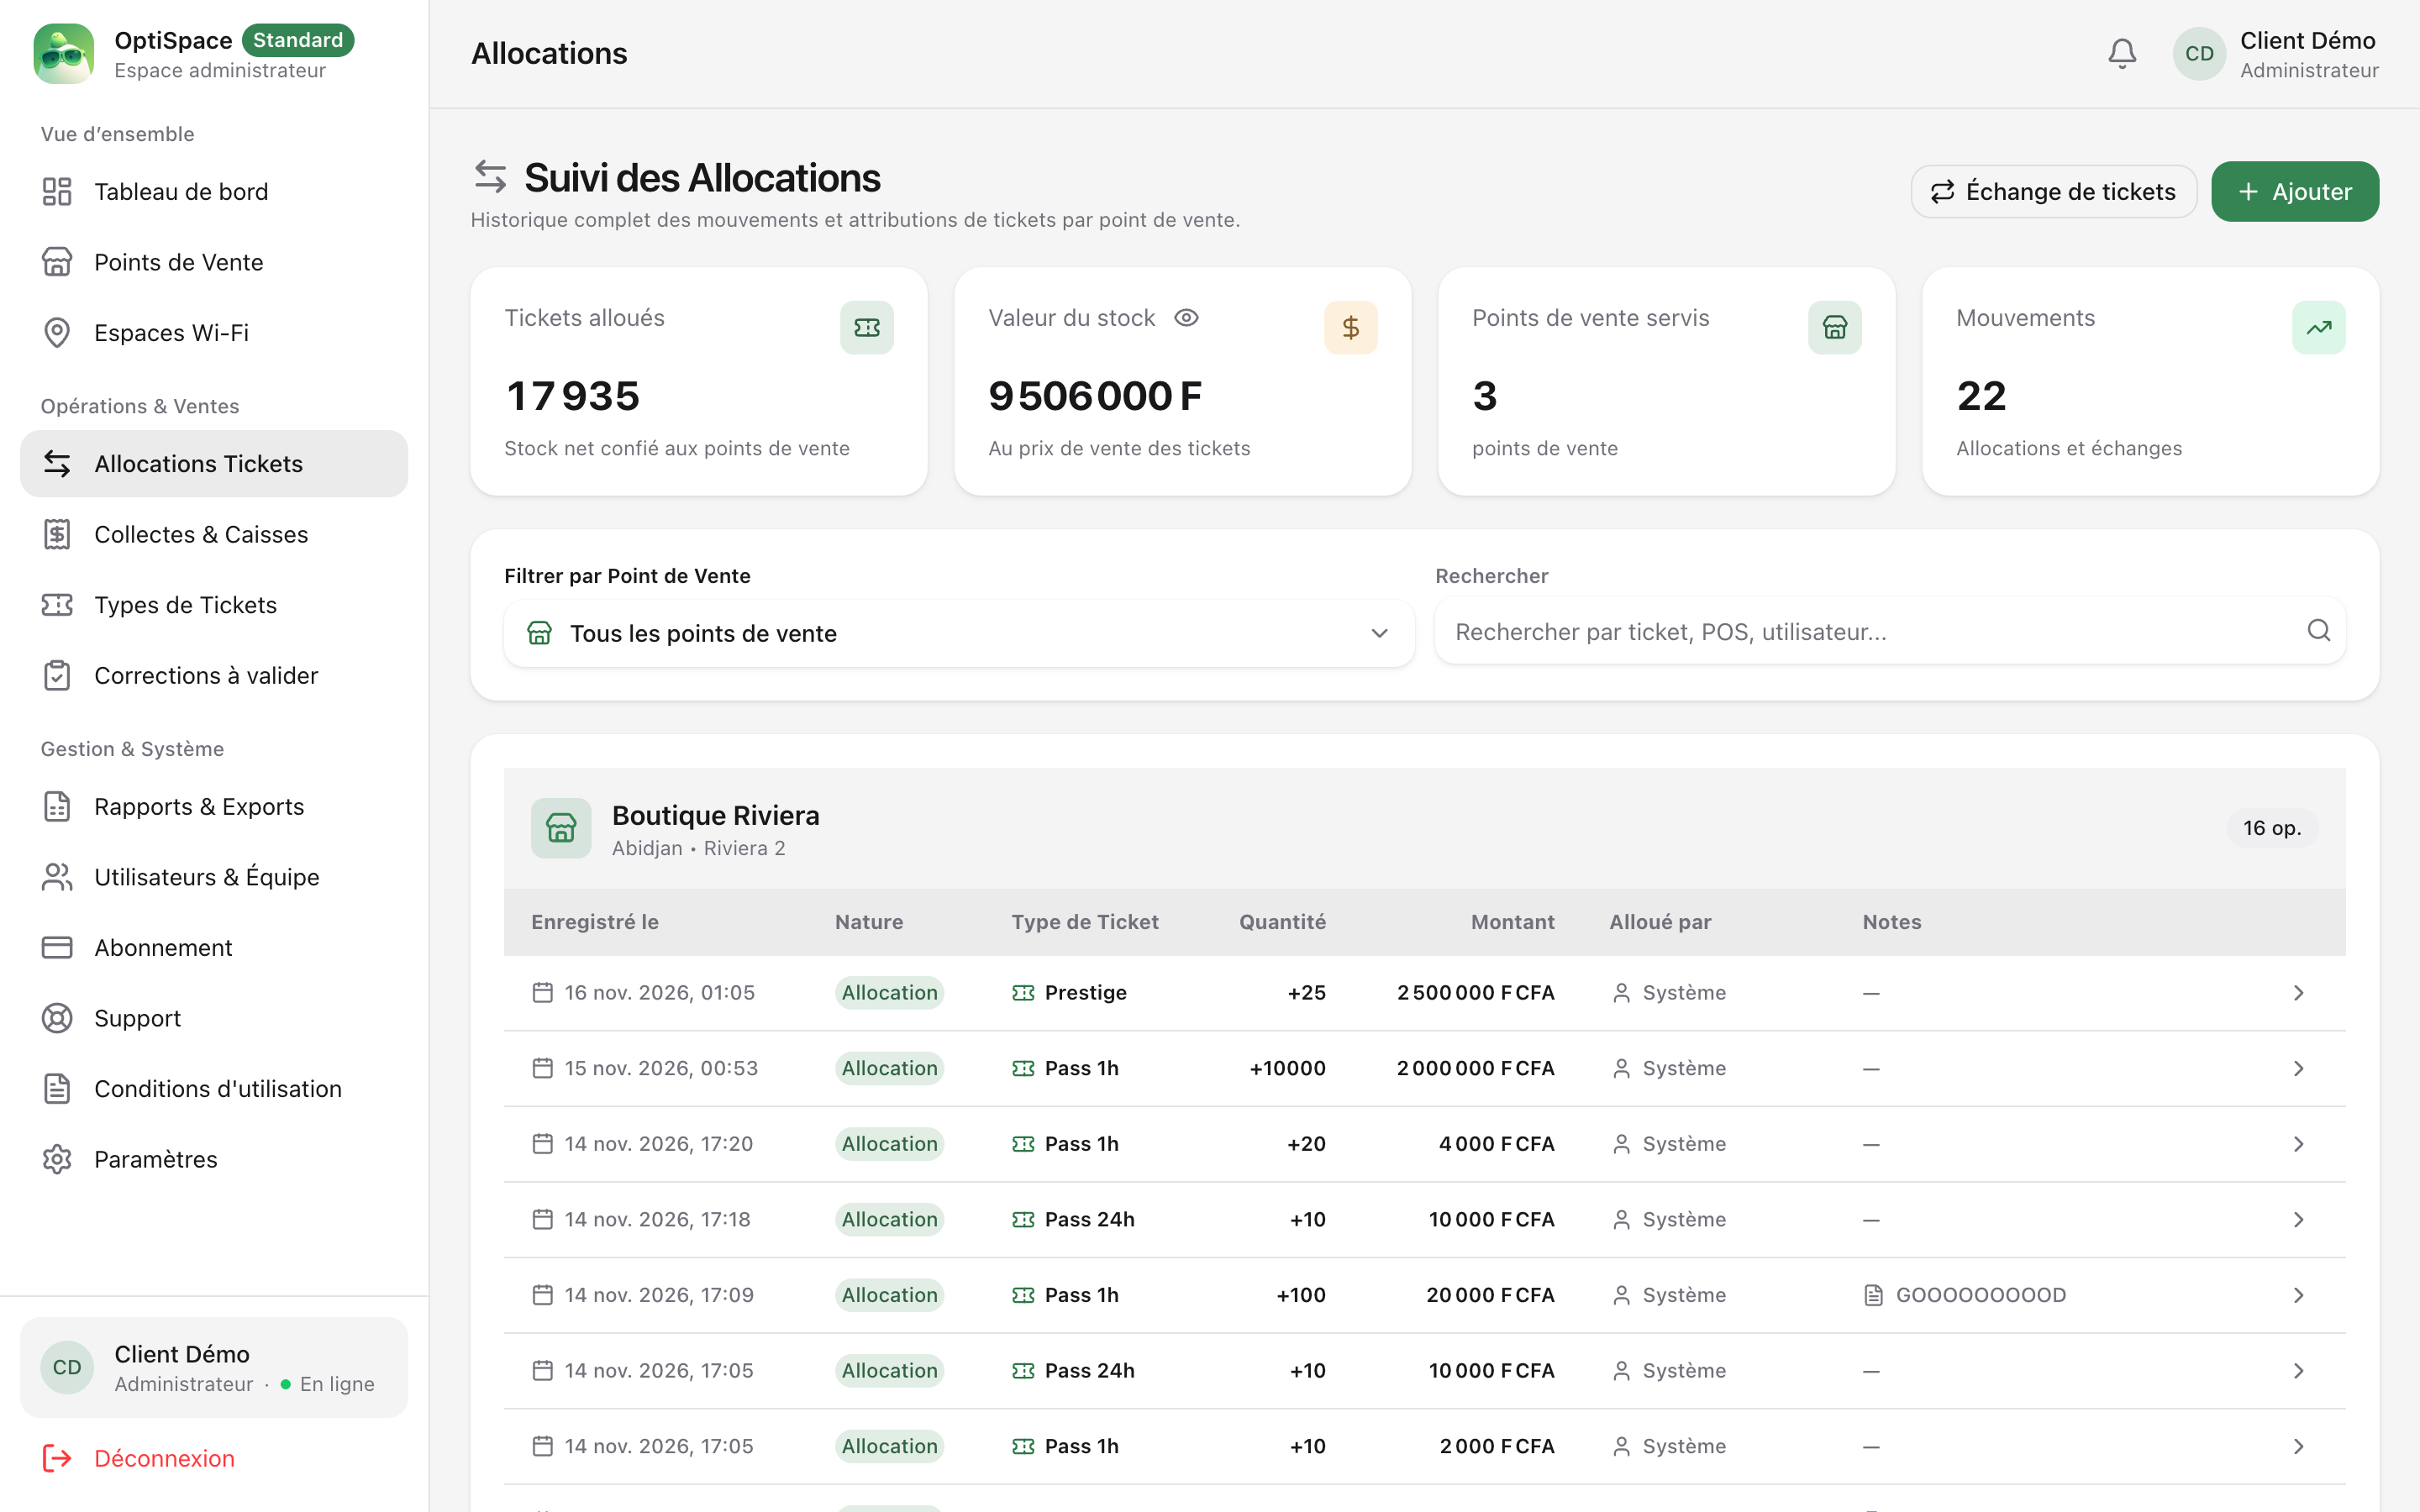 OptiSpace Standard
Espace administrateur
Vue d’ensemble
Tableau de bord
Points de Vente
Espaces Wi-Fi
Opérations & Ventes
Allocations Tickets
Collectes & Caisses
Types de Tickets
Corrections à valider
Gestion & Système
Rapports & Exports
Utilisateurs & Équipe
Abonnement
Support
Conditions d'utilisation
Paramètres
CD Client Démo
Administrateur · En ligne
Déconnexion
Allocations
CD Client Démo
Administrateur
Suivi des Allocations
Historique complet des mouvements et attributions de tickets par point de vente.
Échange de tickets
+ Ajouter
Tickets alloués
17 935
Stock net confié aux points de vente
Valeur du stock
9 506 000 F
Au prix de vente des tickets
Points de vente servis
3
points de vente
Mouvements
22
Allocations et échanges
Filtrer par Point de Vente
Tous les points de vente
Rechercher
Rechercher par ticket, POS, utilisateur...
Boutique Riviera
Abidjan • Riviera 2
16 op.
Enregistré le Nature Type de Ticket Quantité Montant Alloué par Notes
16 nov. 2026, 01:05 Allocation Prestige +25 2 500 000 F CFA Système —
15 nov. 2026, 00:53 Allocation Pass 1h +10000 2 000 000 F CFA Système —
14 nov. 2026, 17:20 Allocation Pass 1h +20 4 000 F CFA Système —
14 nov. 2026, 17:18 Allocation Pass 24h +10 10 000 F CFA Système —
14 nov. 2026, 17:09 Allocation Pass 1h +100 20 000 F CFA Système GOOOOOOOOOD
14 nov. 2026, 17:05 Allocation Pass 24h +10 10 000 F CFA Système —
14 nov. 2026, 17:05 Allocation Pass 1h +10 2 000 F CFA Système —